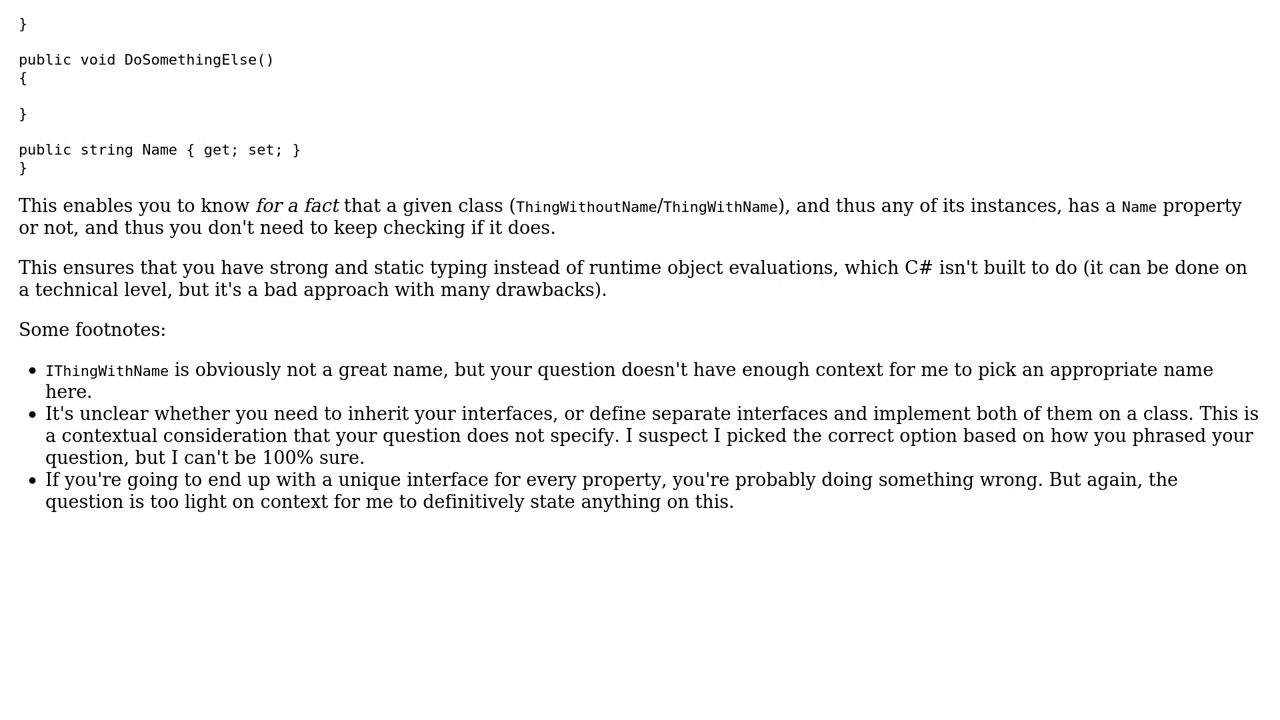 }
public void DoSomethingElse()
{
}
public string Name { get; set; }
}
This enables you to know for a fact that a given class (ThingWithoutName/ThingWithName), and thus any of its instances, has a Name property
or not, and thus you don't need to keep checking if it does.
This ensures that you have strong and static typing instead of runtime object evaluations, which C# isn't built to do (it can be done on
a technical level, but it's a bad approach with many drawbacks).
Some footnotes:
• IThingWithName is obviously not a great name, but your question doesn't have enough context for me to pick an appropriate name
here.
• It's unclear whether you need to inherit your interfaces, or define separate interfaces and implement both of them on a class. This is
a contextual consideration that your question does not specify. I suspect I picked the correct option based on how you phrased your
question, but I can't be 100% sure.
• If you're going to end up with a unique interface for every property, you're probably doing something wrong. But again, the
question is too light on context for me to definitively state anything on this.